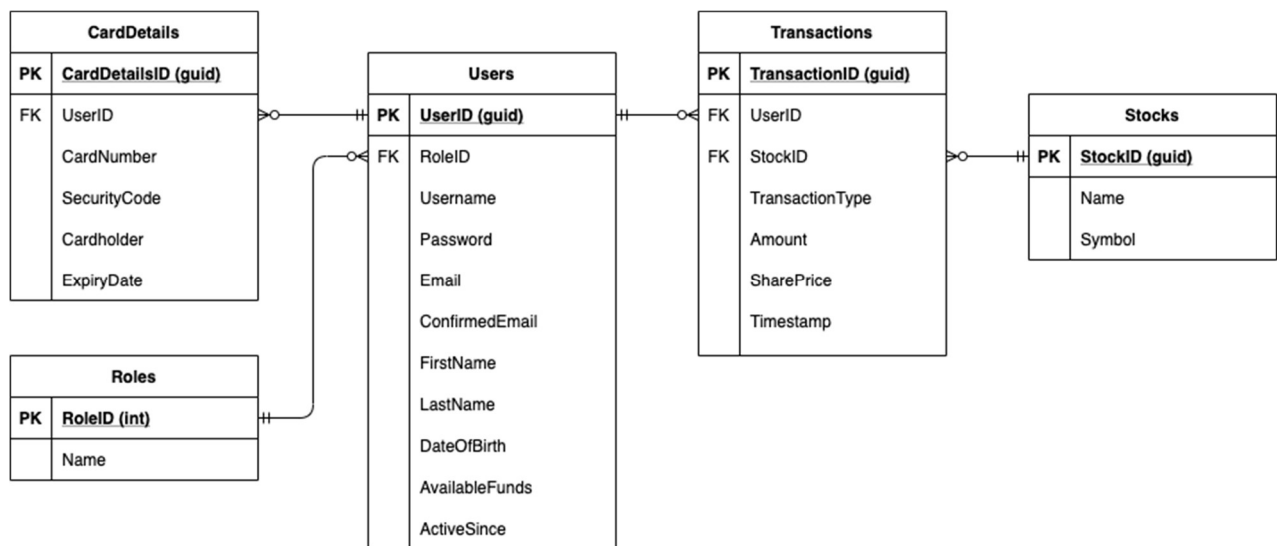 CardDetails
PK CardDetailsID (guid)
FK UserID
CardNumber
SecurityCode
Cardholder
ExpiryDate
Roles
PK RoleID (int)
Name
Users
PK UserID (guid)
FK RoleID
Username
Password
Email
ConfirmedEmail
FirstName
LastName
DateOfBirth
AvailableFunds
ActiveSince
Transactions
PK TransactionID (guid)
FK UserID
FK StockID
TransactionType
Amount
SharePrice
Timestamp
Stocks
PK StockID (guid)
Name
Symbol